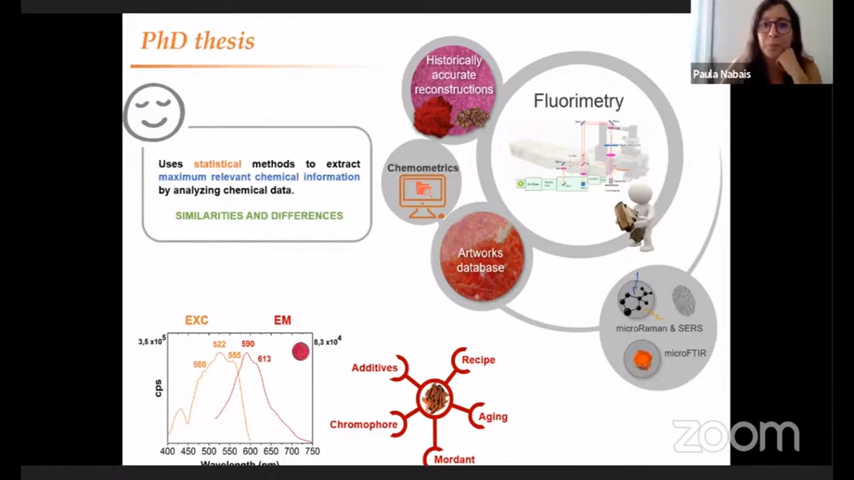 PhD thesis
Paula Nabais
Historically
accurate
reconstructions
Fluorimetry
Chemometrics
Uses statistical methods to extract
maximum relevant chemical information
by analyzing chemical data.
SIMILARITIES AND DIFFERENCES
Artworks
database
microRaman & SERS
microFTIR
EXC
EM
3,5 x10⁵
8,3 x10⁴
522
590
500
555
613
cps
400 450 500 550 600 650 700 750
Wavelength (nm)
Additives
Recipe
Chromophore
Aging
Mordant
zoom